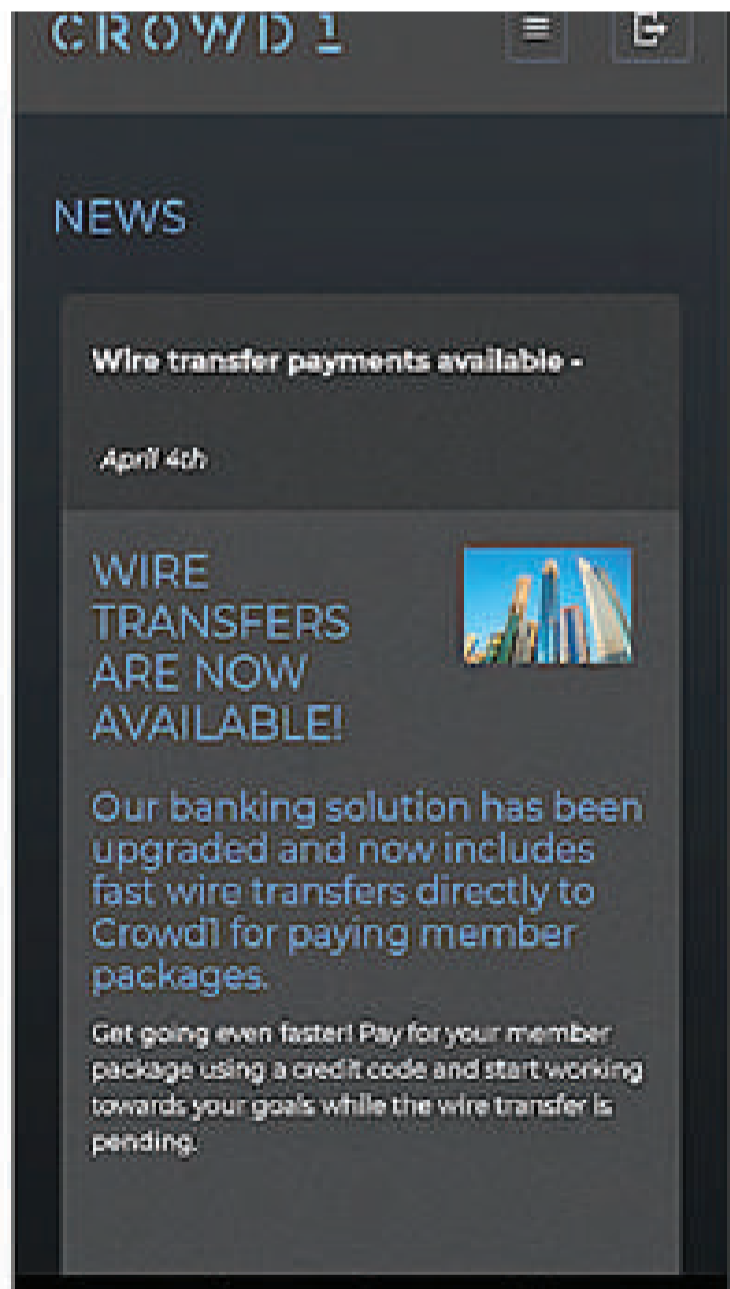 CROWD 1
NEWS
Wire transfer payments available -
April 4th
WIRE
TRANSFERS
ARE NOW
AVAILABLE!
Our banking solution has been
upgraded and now includes
fast wire transfers directly to
Crowd1 for paying member
packages.
Get going even faster! Pay for your member
package using a credit code and start working
towards your goals while the wire transfer is
pending.